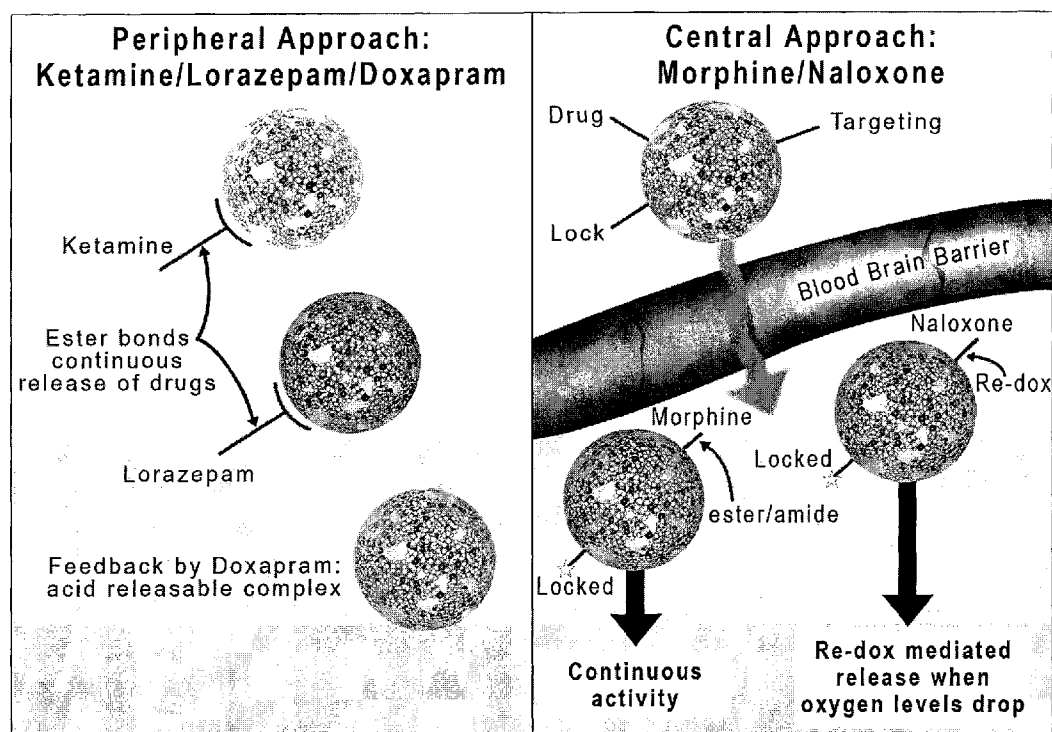 Peripheral Approach:
Ketamine/Lorazepam/Doxapram
Ketamine
Ester bonds
continuous
release of drugs
Lorazepam
Feedback by Doxapram:
acid releasable complex
Central Approach:
Morphine/Naloxone
Drug
Targeting
Lock
Blood Brain Barrier
Naloxone
Re-dox
Morphine
Locked
ester/amide
Locked
Continuous
activity
Re-dox mediated
release when
oxygen levels drop